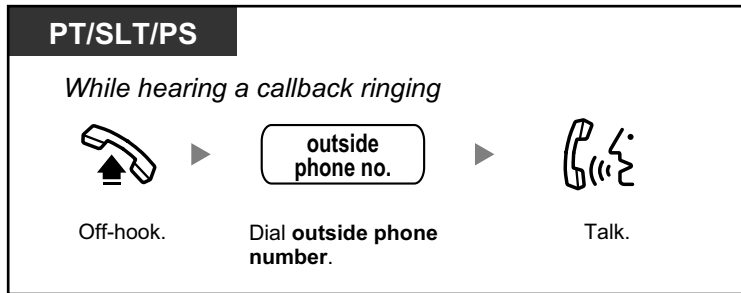 PT/SLT/PS
While hearing a callback ringing
outside
phone no.
Off-hook.
Dial outside phone
number.
Talk.